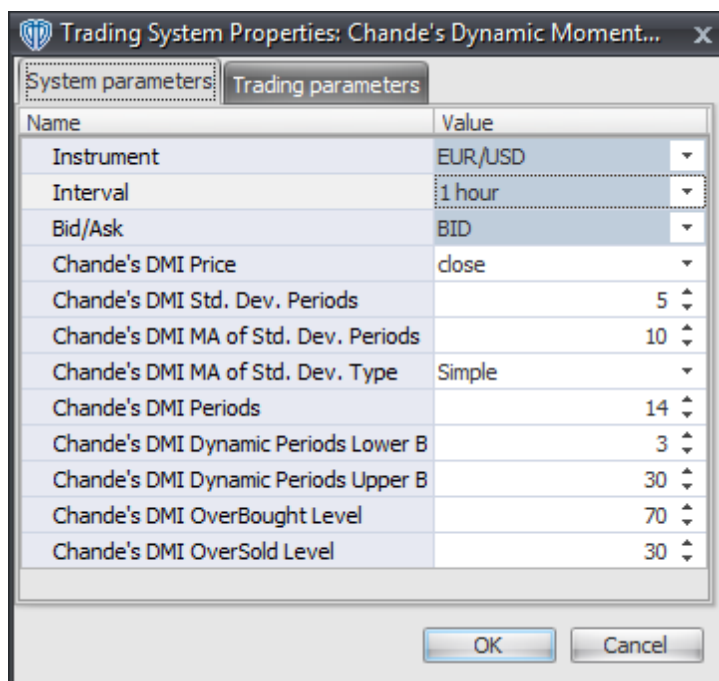 Trading System Properties: Chande's Dynamic Moment... x
System parameters Trading parameters
Name Value
Instrument EUR/USD
Interval 1 hour
Bid/Ask BID
Chande's DMI Price close
Chande's DMI Std. Dev. Periods 5
Chande's DMI MA of Std. Dev. Periods 10
Chande's DMI MA of Std. Dev. Type Simple
Chande's DMI Periods 14
Chande's DMI Dynamic Periods Lower B 3
Chande's DMI Dynamic Periods Upper B 30
Chande's DMI OverBought Level 70
Chande's DMI OverSold Level 30
OK Cancel